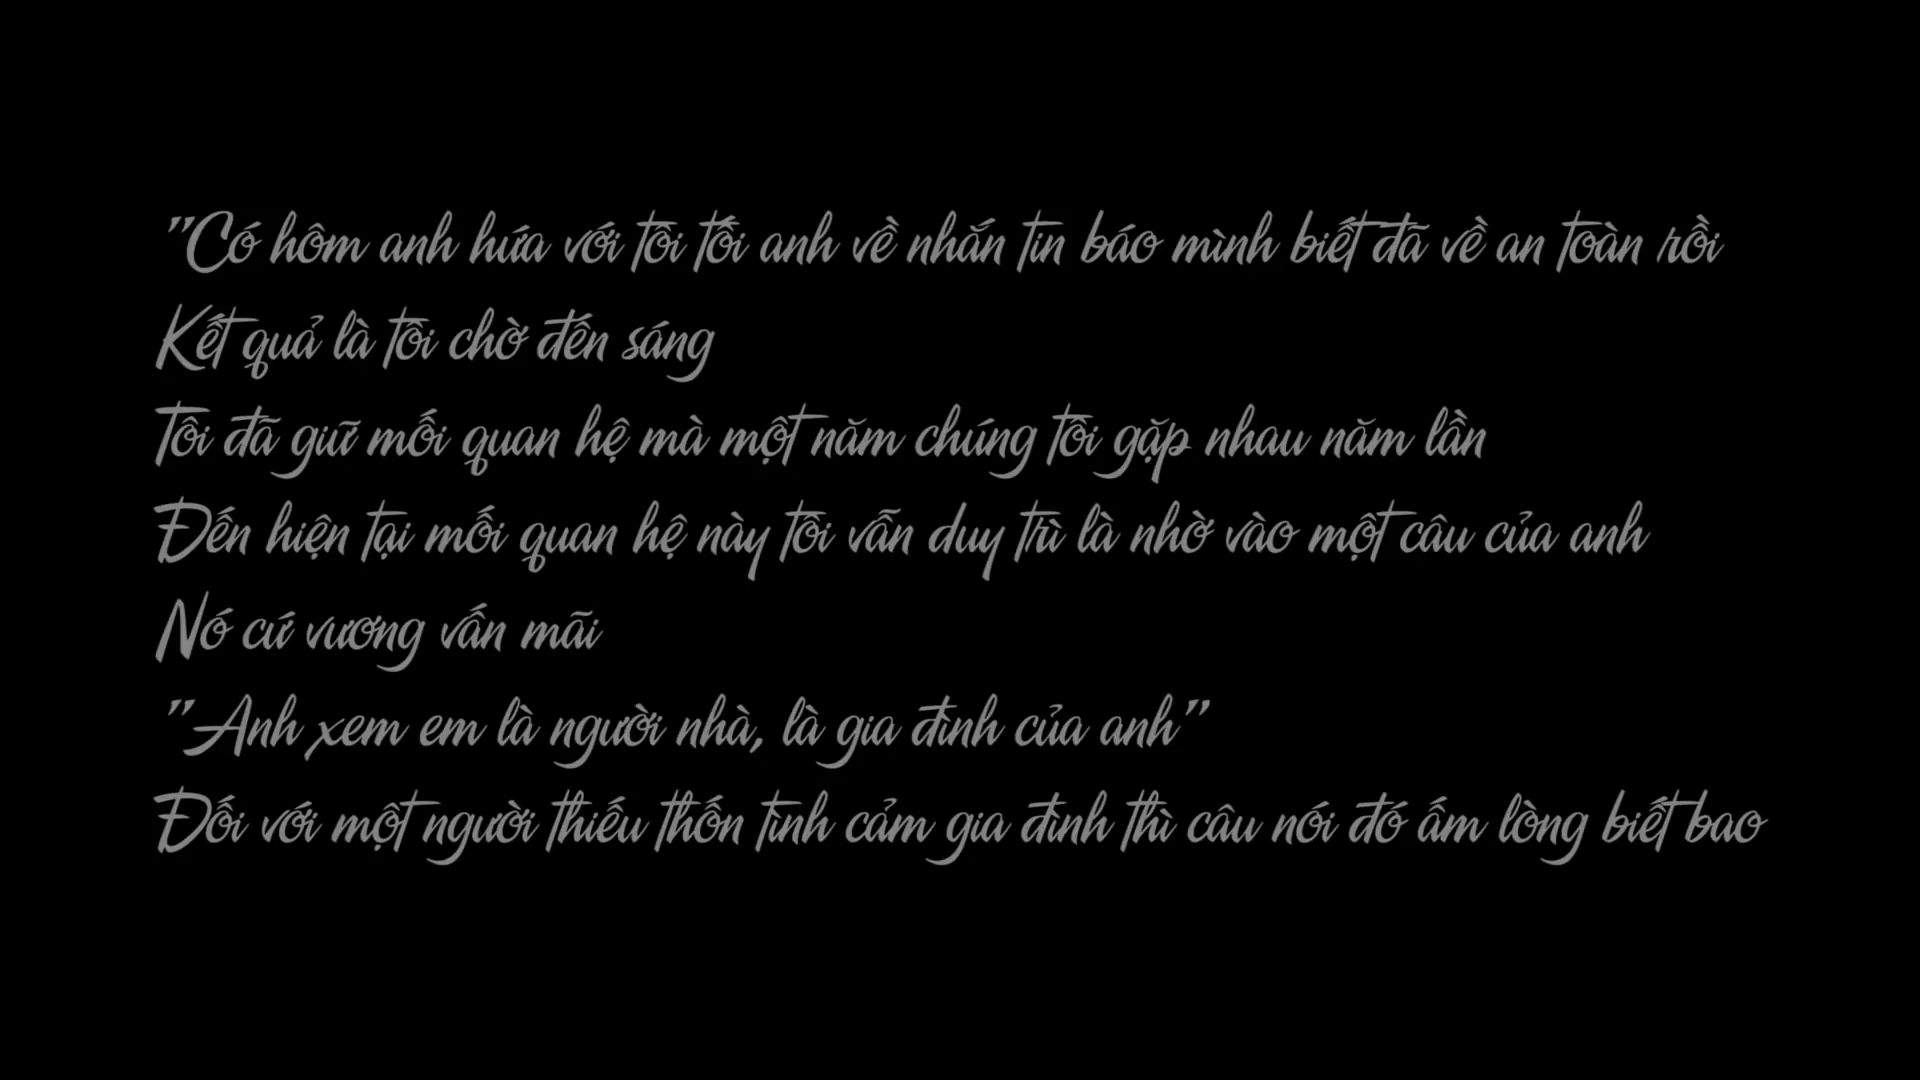 "Có hôm anh hứa với tôi tối anh về nhắn tin báo mình biết đã về an toàn rồi
Kết quả là tôi chờ đến sáng
Tôi đã giữ mối quan hệ mà một năm chúng tôi gặp nhau năm lần
Đến hiện tại mối quan hệ này tôi vẫn duy trì là nhờ vào một câu của anh
Nó cứ vương vấn mãi
"Anh xem em là người nhà, là gia đình của anh"
Đối với một người thiếu thốn tình cảm gia đình thì câu nói đó ấm lòng biết bao